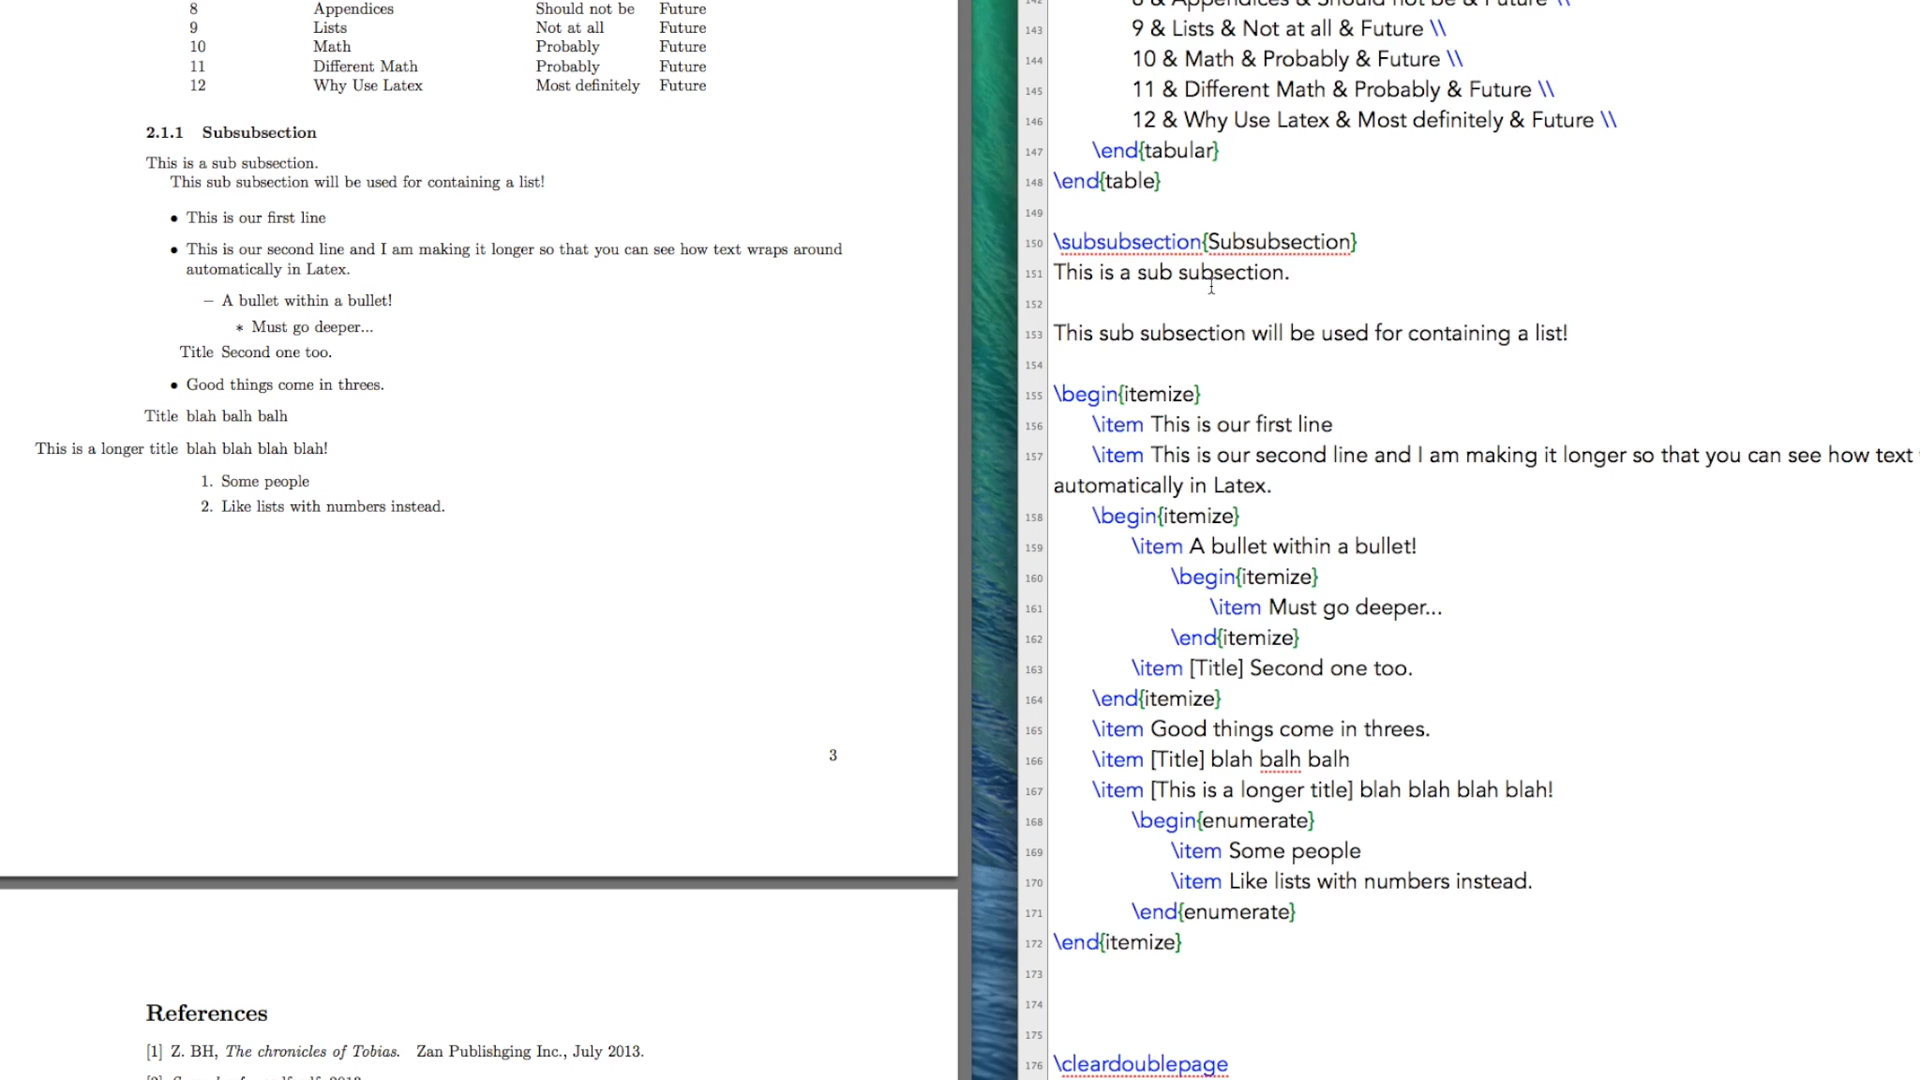 8 Appendices Should not be Future
9 Lists Not at all Future
10 Math Probably Future
11 Different Math Probably Future
12 Why Use Latex Most definitely Future
2.1.1 Subsubsection
This is a sub subsection.
This sub subsection will be used for containing a list!
• This is our first line
• This is our second line and I am making it longer so that you can see how text wraps around
automatically in Latex.
– A bullet within a bullet!
∗ Must go deeper...
Title Second one too.
• Good things come in threes.
Title blah balh balh
This is a longer title blah blah blah blah!
1. Some people
2. Like lists with numbers instead.
3
References
[1] Z. BH, The chronicles of Tobias. Zan Publishging Inc., July 2013.
142 8 & Appendices & Should not be & Future \\
143 9 & Lists & Not at all & Future \\
144 10 & Math & Probably & Future \\
145 11 & Different Math & Probably & Future \\
146 12 & Why Use Latex & Most definitely & Future \\
147 \end{tabular}
148 \end{table}
149
150 \subsubsection{Subsubsection}
151 This is a sub subsection.
152
153 This sub subsection will be used for containing a list!
154
155 \begin{itemize}
156 \item This is our first line
157 \item This is our second line and I am making it longer so that you can see how text
automatically in Latex.
158 \begin{itemize}
159 \item A bullet within a bullet!
160 \begin{itemize}
161 \item Must go deeper...
162 \end{itemize}
163 \item [Title] Second one too.
164 \end{itemize}
165 \item Good things come in threes.
166 \item [Title] blah balh balh
167 \item [This is a longer title] blah blah blah blah!
168 \begin{enumerate}
169 \item Some people
170 \item Like lists with numbers instead.
171 \end{enumerate}
172 \end{itemize}
173
174
175
176 \cleardoublepage